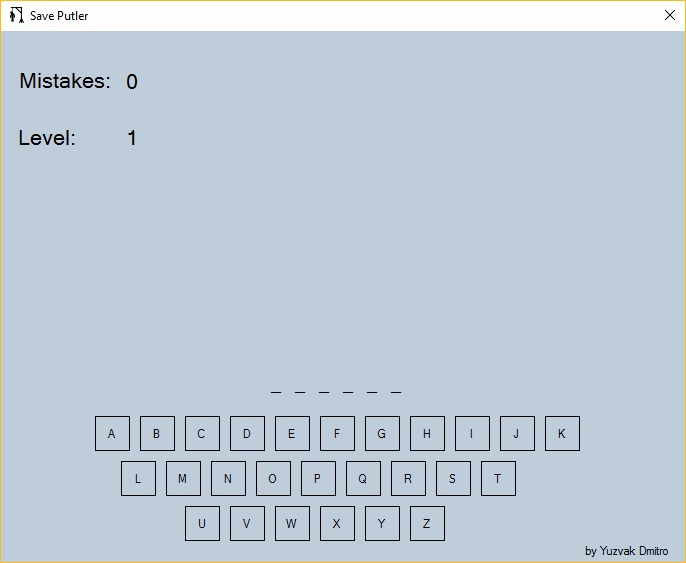 Save Putler
Mistakes: 0
Level: 1
_ _ _ _ _ _
A B C D E F G H I J K
L M N O P Q R S T
U V W X Y Z
by Yuzvak Dmitro